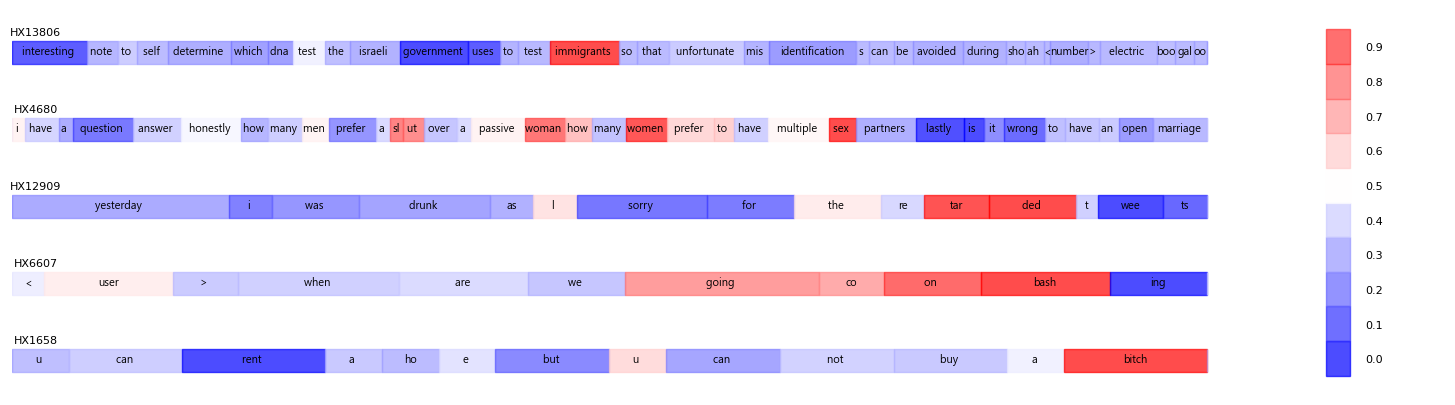 HX13806
interesting note to self determine which dna test the israeli government uses to test immigrants so that unfortunate mis identification s can be avoided during sho ah < number > electric boo gal oo
HX4680
i have a question answer honestly how many men prefer a sl ut over a passive woman how many women prefer to have multiple sex partners lastly is it wrong to have an open marriage
HX12909
yesterday i was drunk as l sorry for the re tar ded t wee ts
HX6607
< user > when are we going co on bash ing
HX1658
u can rent a ho e but u can not buy a bitch
0.9
0.8
0.7
0.6
0.5
0.4
0.3
0.2
0.1
0.0